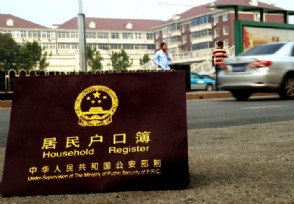 居民户口簿
Household Register
中华人民共和国公安部制
Under Supervision of The Ministry of Public Security of P.R.C.